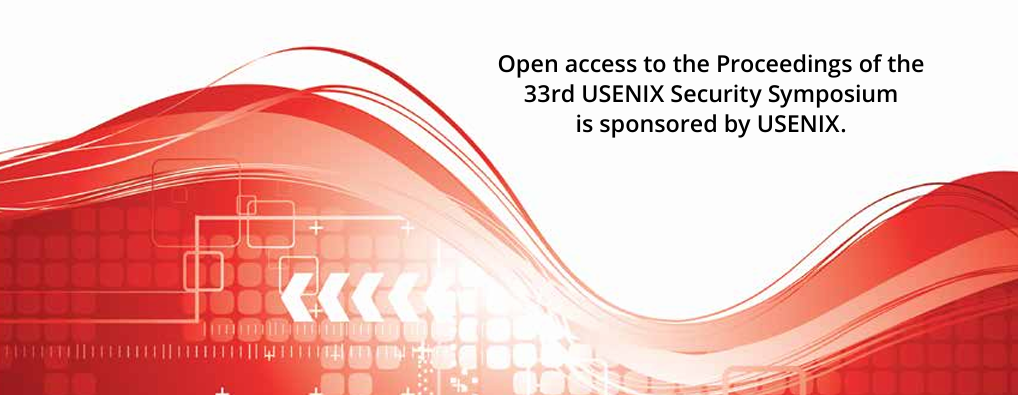 Open access to the Proceedings of the
33rd USENIX Security Symposium
is sponsored by USENIX.